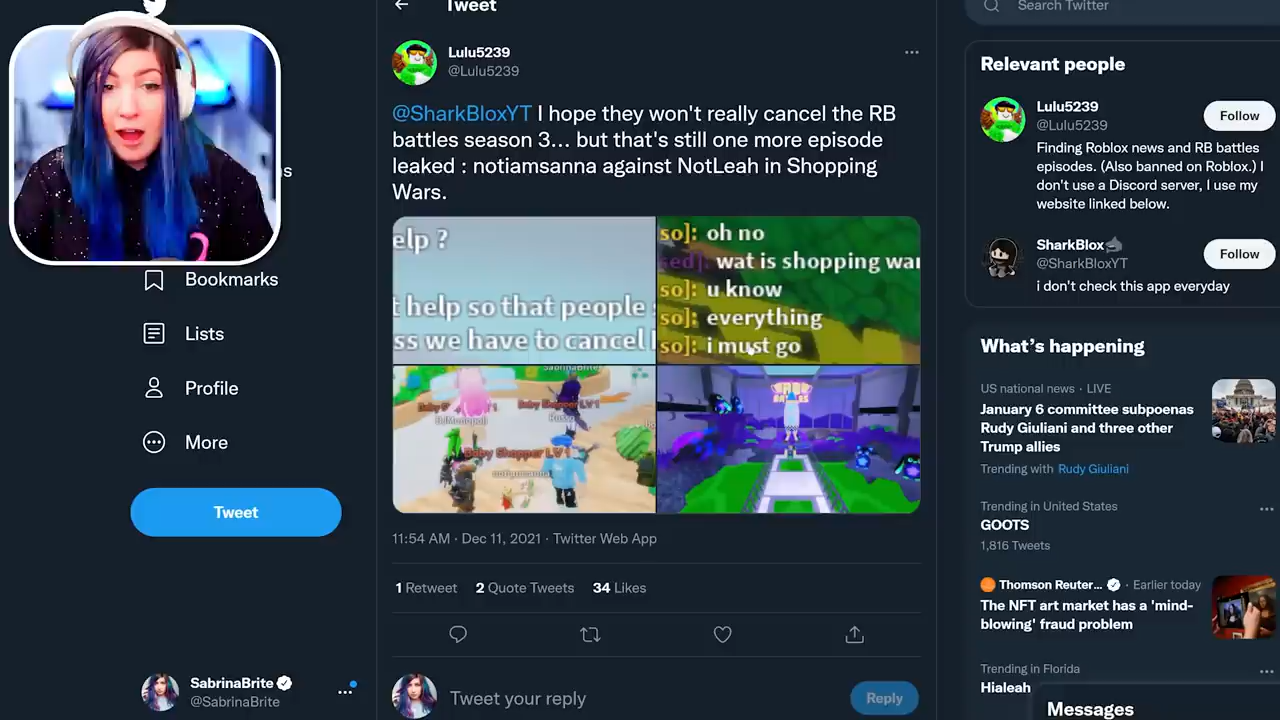 Tweet
Search Twitter
Lulu5239
@Lulu5239
@SharkBloxYT I hope they won't really cancel the RB
battles season 3... but that's still one more episode
leaked : notiamsanna against NotLeah in Shopping
Wars.
elp ?
t help so that people
ss we have to cancel
so]: oh no
sed]: wat is shopping war
so]: u know
so]: everything
so]: i must go
SabrinaBrite
Baby Shopper LV1
Baby Shopper LV1
11:54 AM · Dec 11, 2021 · Twitter Web App
1 Retweet 2 Quote Tweets 34 Likes
Tweet your reply
Reply
Bookmarks
Lists
Profile
More
Tweet
SabrinaBrite
@SabrinaBrite
Relevant people
Lulu5239
@Lulu5239
Follow
Finding Roblox news and RB battles
episodes. (Also banned on Roblox.) I
don't use a Discord server, I use my
website linked below.
SharkBlox
@SharkBloxYT
Follow
i don't check this app everyday
What's happening
US national news · LIVE
January 6 committee subpoenas
Rudy Giuliani and three other
Trump allies
Trending with Rudy Giuliani
Trending in United States
GOOTS
1,816 Tweets
Thomson Reuter... · Earlier today
The NFT art market has a 'mind-
blowing' fraud problem
Trending in Florida
Hialeah
Messages